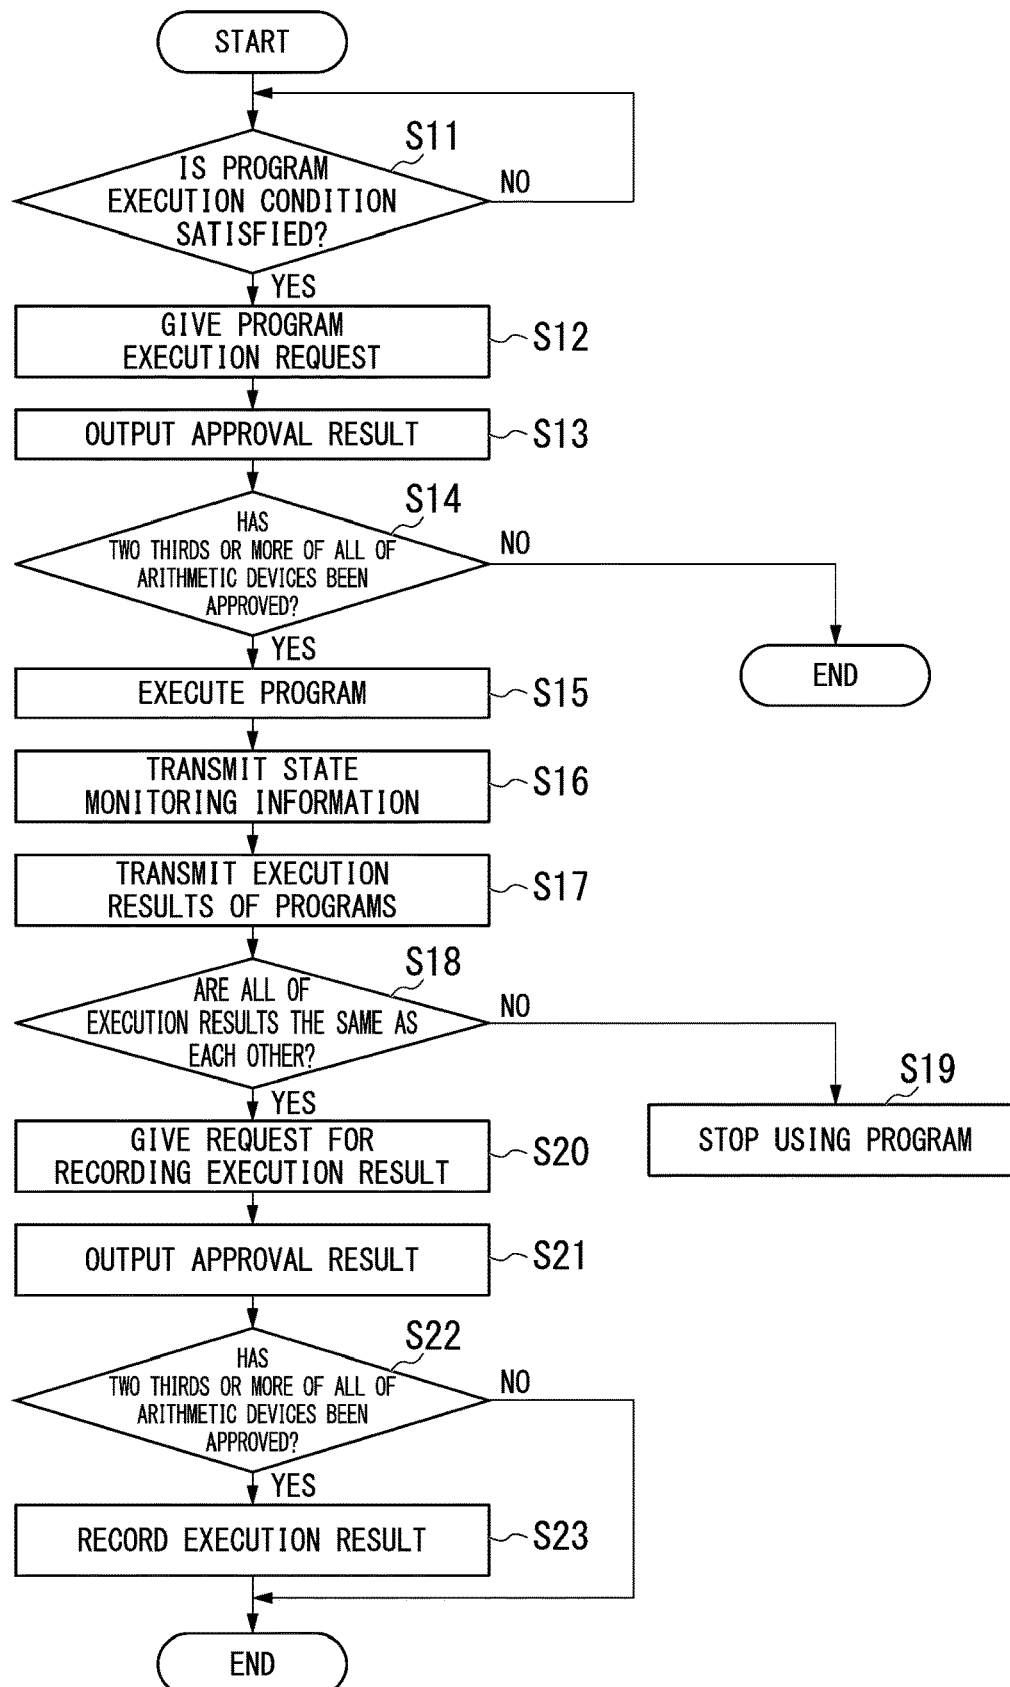 START
S11
IS PROGRAM
EXECUTION CONDITION
SATISFIED?
NO
YES
GIVE PROGRAM
EXECUTION REQUEST
S12
OUTPUT APPROVAL RESULT
S13
S14
HAS
TWO THIRDS OR MORE OF ALL OF
ARITHMETIC DEVICES BEEN
APPROVED?
NO
YES
END
EXECUTE PROGRAM
S15
TRANSMIT STATE
MONITORING INFORMATION
S16
TRANSMIT EXECUTION
RESULTS OF PROGRAMS
S17
S18
ARE ALL OF
EXECUTION RESULTS THE SAME AS
EACH OTHER?
NO
YES
S19
STOP USING PROGRAM
GIVE REQUEST FOR
RECORDING EXECUTION RESULT
S20
OUTPUT APPROVAL RESULT
S21
S22
HAS
TWO THIRDS OR MORE OF ALL OF
ARITHMETIC DEVICES BEEN
APPROVED?
NO
YES
RECORD EXECUTION RESULT
S23
END